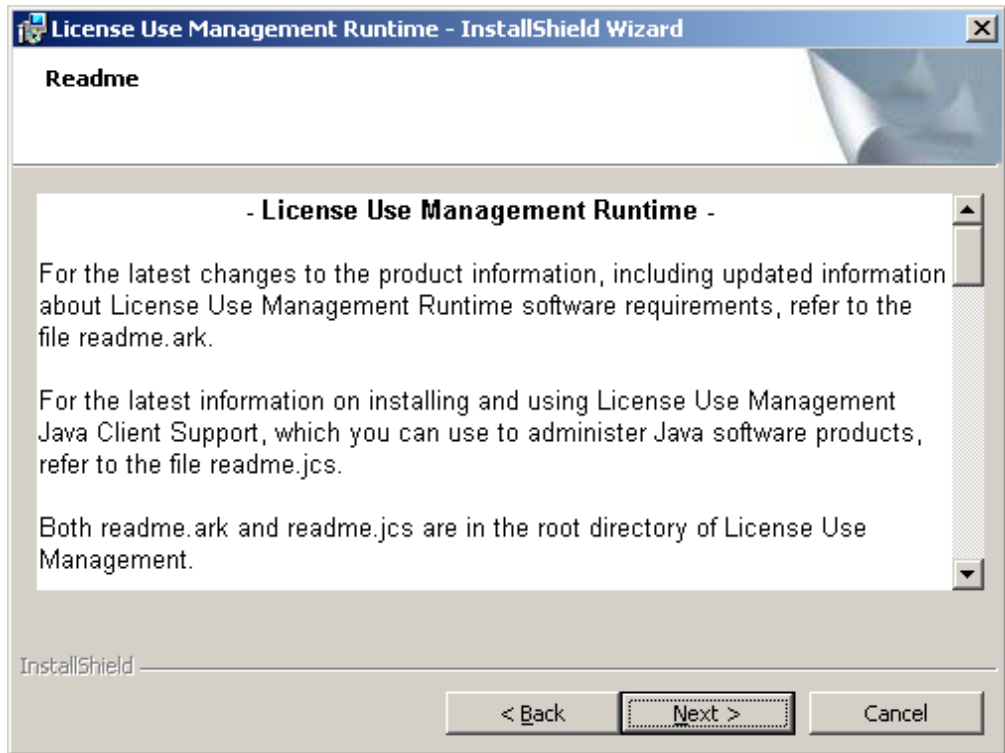 License Use Management Runtime - InstallShield Wizard
Readme
- License Use Management Runtime -
For the latest changes to the product information, including updated information
about License Use Management Runtime software requirements, refer to the
file readme.ark.
For the latest information on installing and using License Use Management
Java Client Support, which you can use to administer Java software products,
refer to the file readme.jcs.
Both readme.ark and readme.jcs are in the root directory of License Use
Management.
InstallShield
< Back
Next >
Cancel